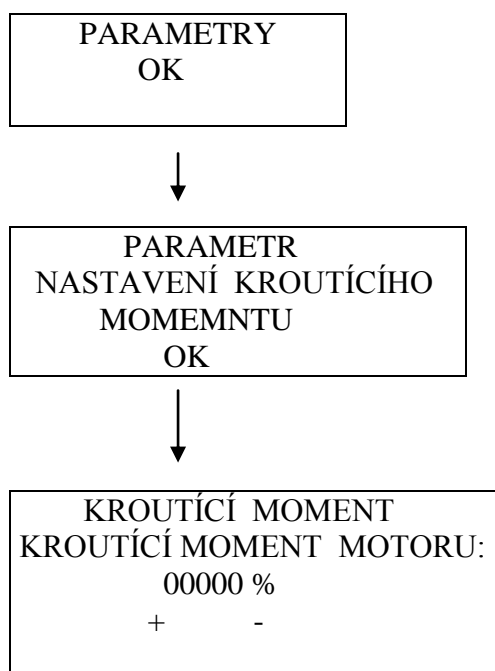 PARAMETRY
OK
PARAMETR
NASTAVENÍ KROUTÍCÍHO
MOMEMNTU
OK
KROUTÍCÍ MOMENT
KROUTÍCÍ MOMENT MOTORU:
00000 %
+ -